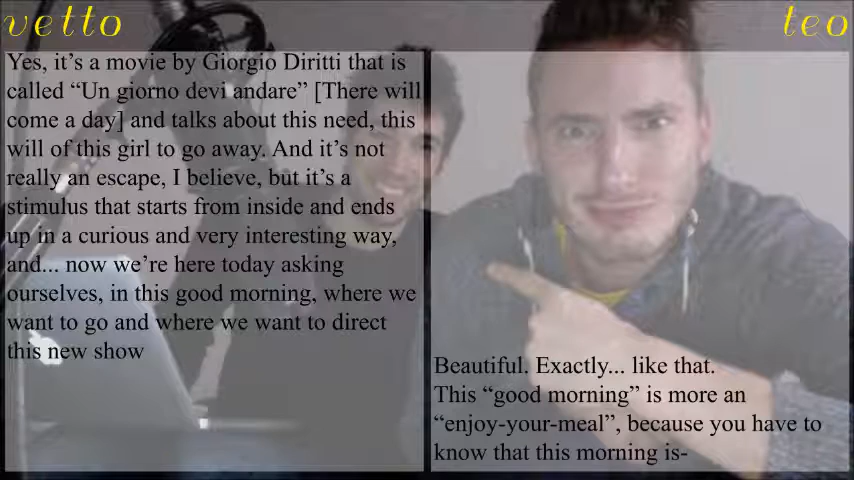 vetto
teo
Yes, it’s a movie by Giorgio Diritti that is
called “Un giorno devi andare” [There will
come a day] and talks about this need, this
will of this girl to go away. And it’s not
really an escape, I believe, but it’s a
stimulus that starts from inside and ends
up in a curious and very interesting way,
and... now we’re here today asking
ourselves, in this good morning, where we
want to go and where we want to direct
this new show
Beautiful. Exactly... like that.
This “good morning” is more an
“enjoy-your-meal”, because you have to
know that this morning is-